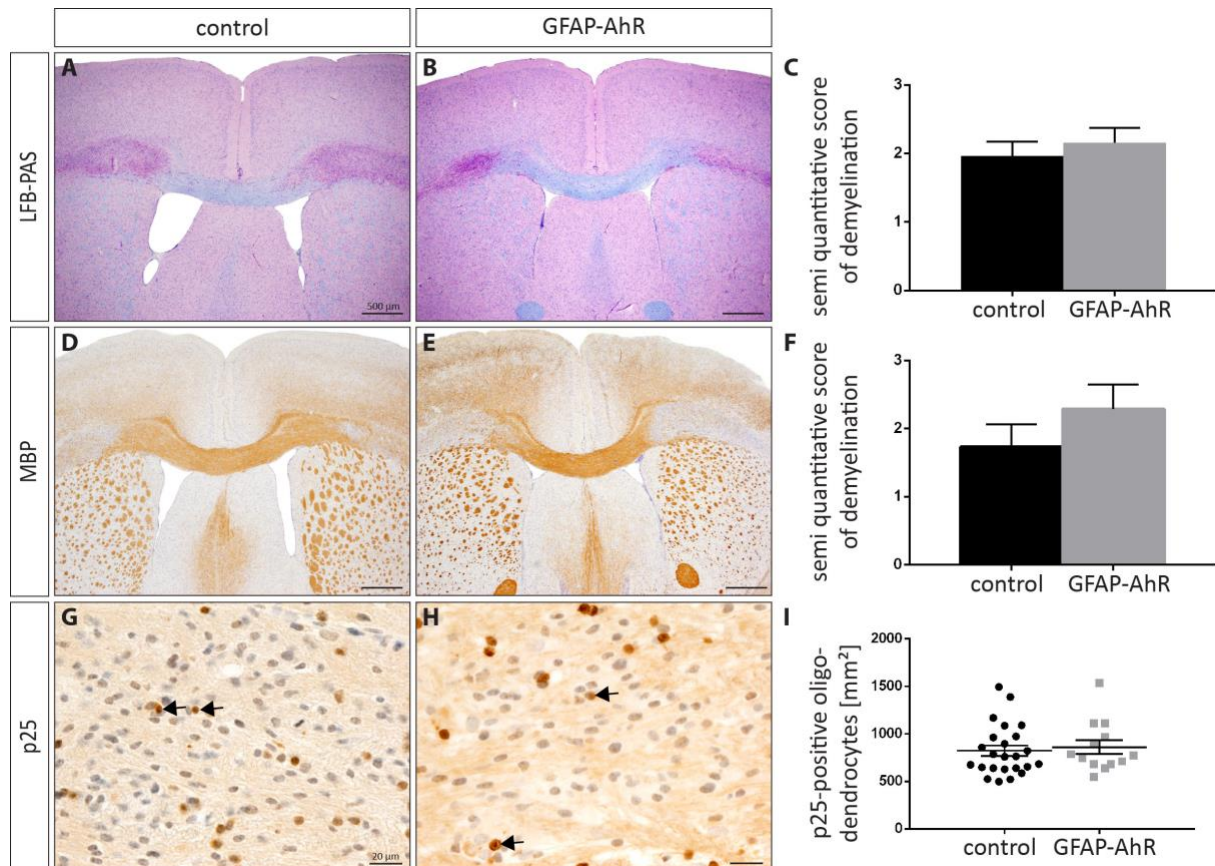 control
GFAP-AhR
LFB-PAS
A
500 µm
B
C
semi quantitative score
of demyelination
3
2
1
0
control
GFAP-AhR
MBP
D
E
F
semi quantitative score
of demyelination
3
2
1
0
control
GFAP-AhR
p25
G
20 µm
H
I
p25-positive oligo-
dendrocytes [mm²]
2000
1500
1000
500
0
control
GFAP-AhR